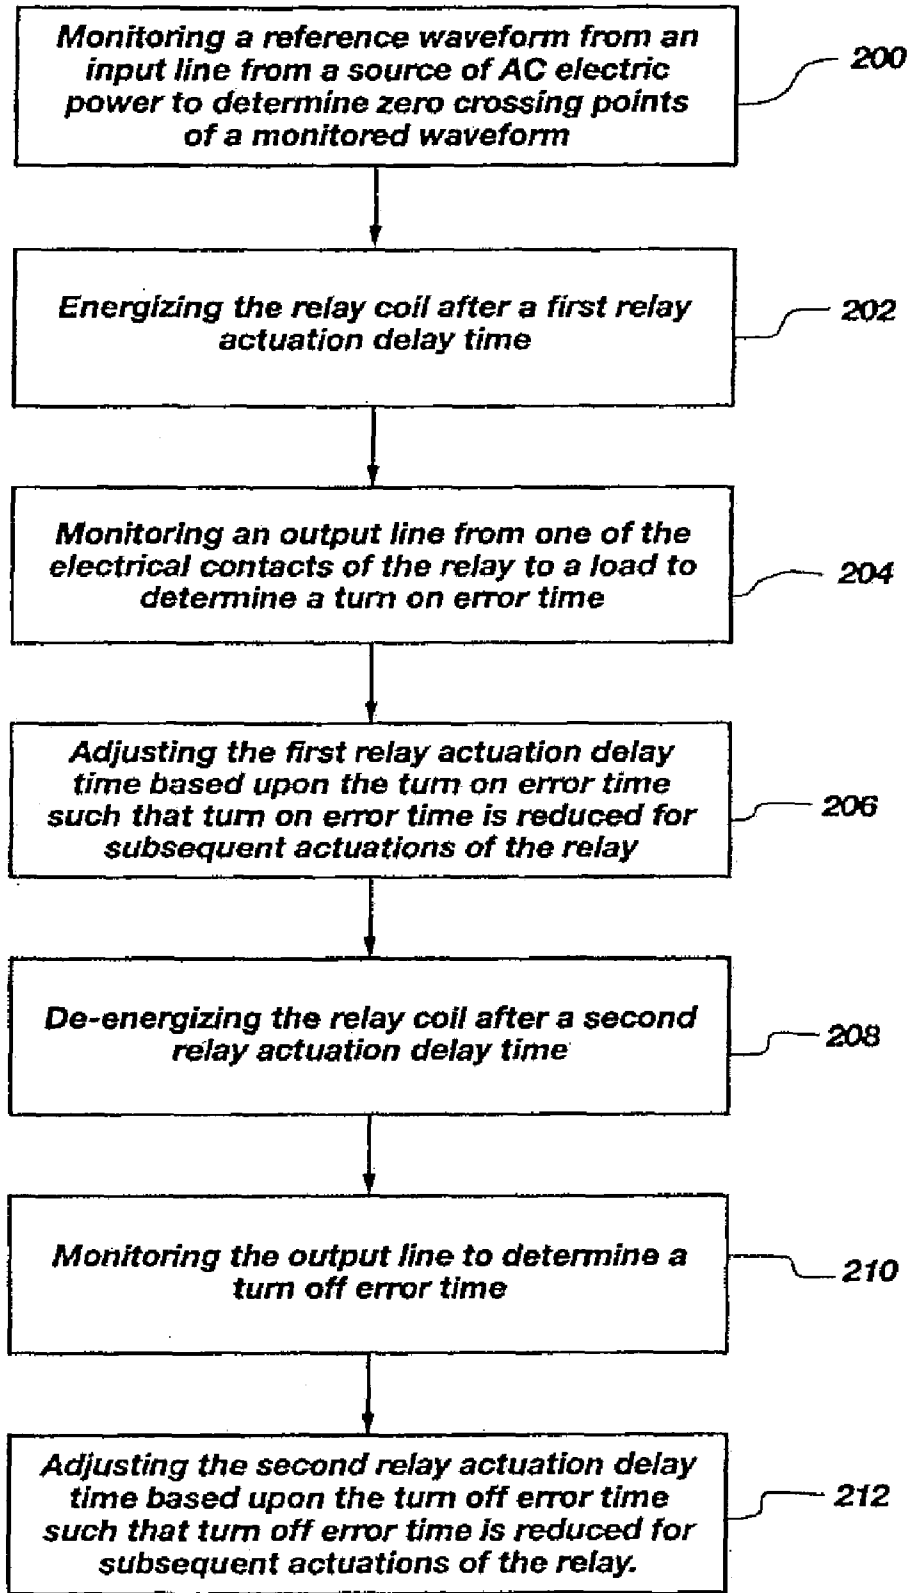 Monitoring a reference waveform from an
input line from a source of AC electric
power to determine zero crossing points
of a monitored waveform
200
Energizing the relay coil after a first relay
actuation delay time
202
Monitoring an output line from one of the
electrical contacts of the relay to a load to
determine a turn on error time
204
Adjusting the first relay actuation delay
time based upon the turn on error time
such that turn on error time is reduced for
subsequent actuations of the relay
206
De-energizing the relay coil after a second
relay actuation delay time
208
Monitoring the output line to determine a
turn off error time
210
Adjusting the second relay actuation delay
time based upon the turn off error time
such that turn off error time is reduced for
subsequent actuations of the relay.
212